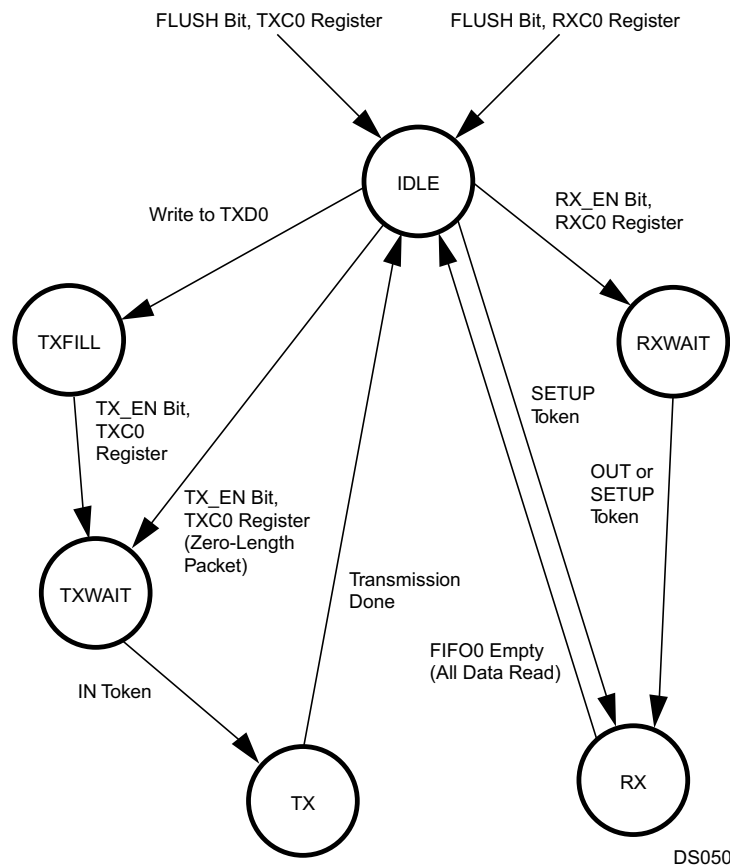 FLUSH Bit, TXC0 Register
FLUSH Bit, RXC0 Register
IDLE
Write to TXD0
RX_EN Bit,
RXC0 Register
TXFILL
RXWAIT
TX_EN Bit,
TXC0
Register
SETUP
Token
OUT or
SETUP
Token
TX_EN Bit,
TXC0 Register
(Zero-Length
Packet)
TXWAIT
Transmission
Done
FIFO0 Empty
(All Data Read)
IN Token
TX
RX
DS050